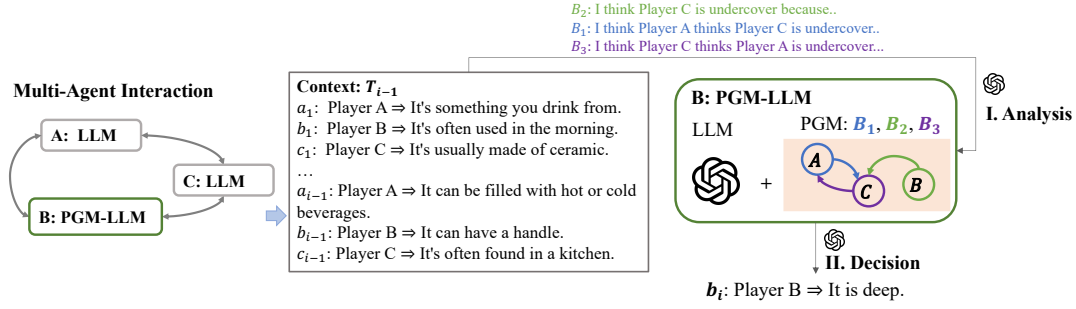 B₂: I think Player C is undercover because..
B₁: I think Player A thinks Player C is undercover..
B₃: I think Player C thinks Player A is undercover...
Multi-Agent Interaction
A: LLM
C: LLM
B: PGM-LLM
Context: Tᵢ₋₁
a₁: Player A ⇒ It's something you drink from.
b₁: Player B ⇒ It's often used in the morning.
c₁: Player C ⇒ It's usually made of ceramic.
...
aᵢ₋₁: Player A ⇒ It can be filled with hot or cold
beverages.
bᵢ₋₁: Player B ⇒ It can have a handle.
cᵢ₋₁: Player C ⇒ It's often found in a kitchen.
B: PGM-LLM
LLM
PGM: B₁, B₂, B₃
+
A
C
B
I. Analysis
II. Decision
bᵢ: Player B ⇒ It is deep.